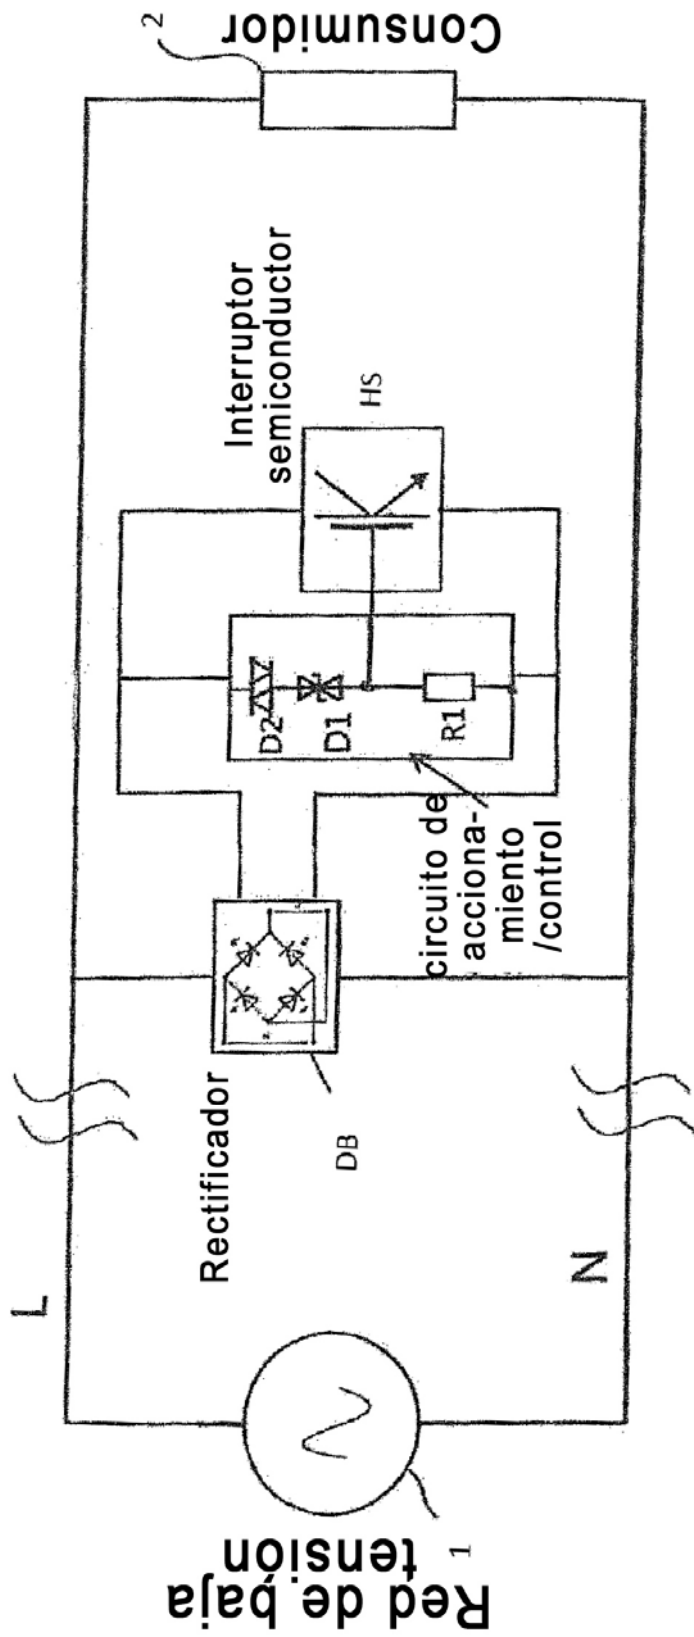 Red de baja
tensión
1
L
N
Rectificador
DB
circuito de
acciona-
miento
/control
D2
D1
R1
Interruptor
semiconductor
HS
2
Consumidor